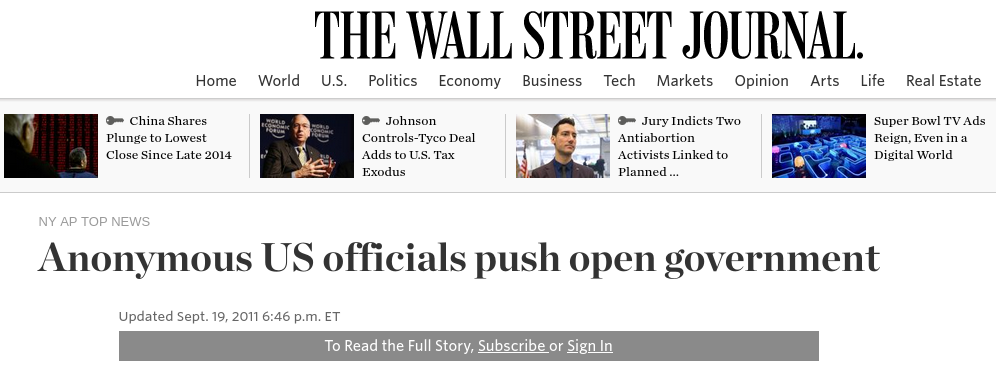 THE WALL STREET JOURNAL.
Home World U.S. Politics Economy Business Tech Markets Opinion Arts Life Real Estate
China Shares
Plunge to Lowest
Close Since Late 2014
WORLD ECONOMIC FORUM
Johnson
Controls-Tyco Deal
Adds to U.S. Tax
Exodus
Jury Indicts Two
Antiabortion
Activists Linked to
Planned ...
Super Bowl TV Ads
Reign, Even in a
Digital World
NY AP TOP NEWS
Anonymous US officials push open government
Updated Sept. 19, 2011 6:46 p.m. ET
To Read the Full Story, Subscribe or Sign In